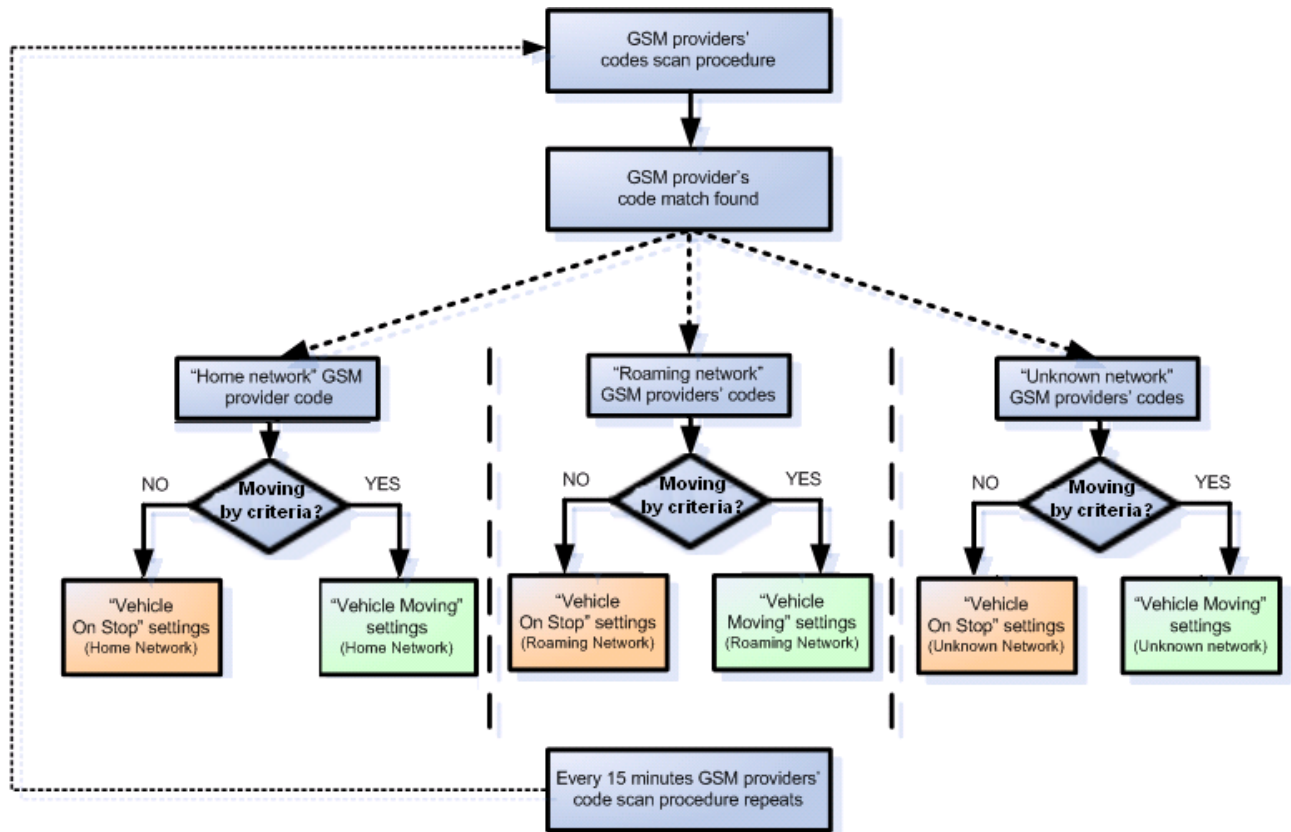 GSM providers'
codes scan procedure
GSM provider's
code match found
"Home network" GSM
provider code
"Roaming network"
GSM providers' codes
"Unknown network"
GSM providers' codes
NO
Moving
by criteria?
YES
NO
Moving
by criteria?
YES
NO
Moving
by criteria?
YES
"Vehicle
On Stop" settings
(Home Network)
"Vehicle Moving"
settings
(Home Network)
"Vehicle
On Stop" settings
(Roaming Network)
"Vehicle
Moving" settings
(Roaming Network)
"Vehicle
On Stop" settings
(Unknown Network)
"Vehicle Moving"
settings
(Unknown network)
Every 15 minutes GSM providers'
code scan procedure repeats